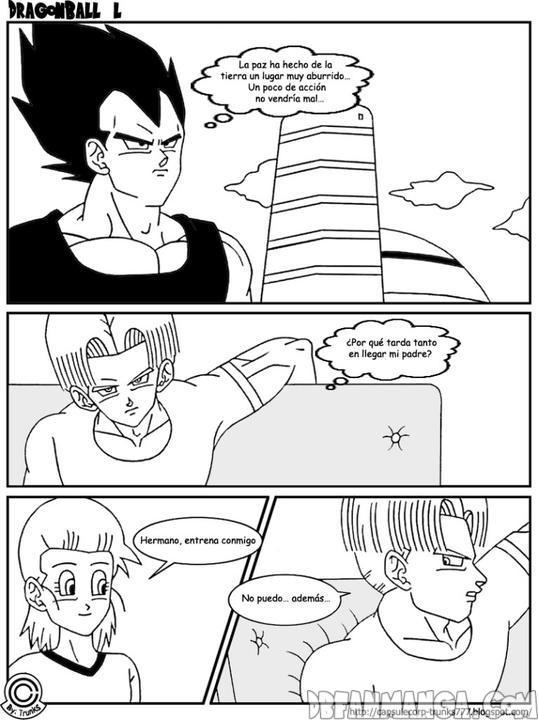 DRAGONBALL L
La paz ha hecho de la
tierra un lugar muy aburrido...
Un poco de acción
no vendría mal...
¿Por qué tarda tanto
en llegar mi padre?
Hermano, entrena conmigo
No puedo... además...
By: Trunks
DBFANMANGA.COM
http://capsulecorp-trunks777.blogspot.com/